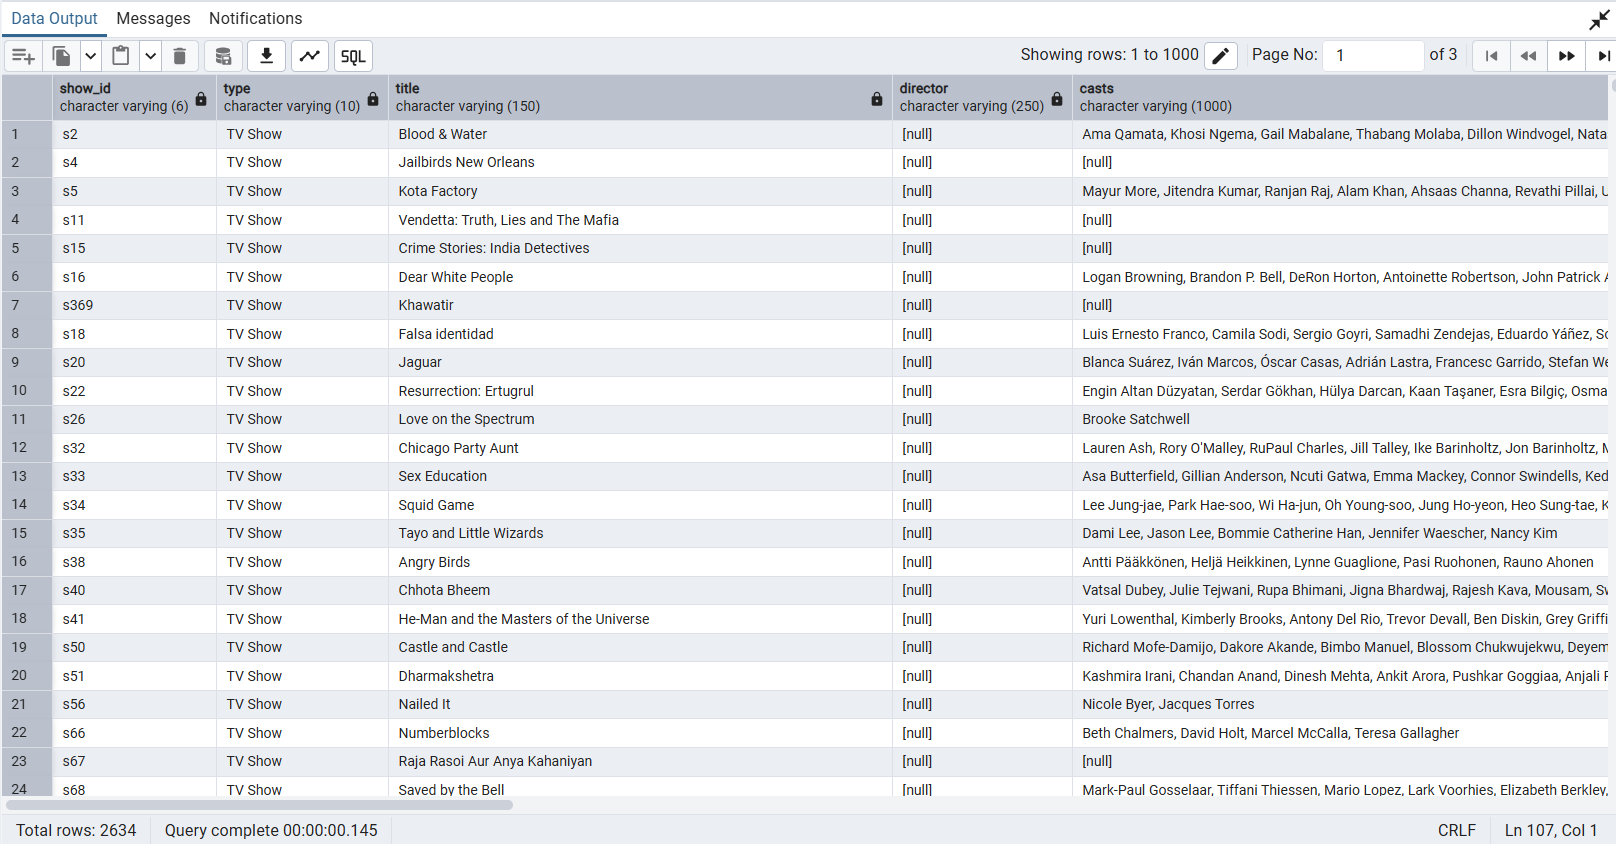 Data Output Messages Notifications
SQL Showing rows: 1 to 1000 Page No: 1 of 3
show_id type title director casts
character varying (6) character varying (10) character varying (150) character varying (250) character varying (1000)
1 s2 TV Show Blood & Water [null] Ama Qamata, Khosi Ngema, Gail Mabalane, Thabang Molaba, Dillon Windvogel, Nata
2 s4 TV Show Jailbirds New Orleans [null] [null]
3 s5 TV Show Kota Factory [null] Mayur More, Jitendra Kumar, Ranjan Raj, Alam Khan, Ahsaas Channa, Revathi Pillai, U
4 s11 TV Show Vendetta: Truth, Lies and The Mafia [null] [null]
5 s15 TV Show Crime Stories: India Detectives [null] [null]
6 s16 TV Show Dear White People [null] Logan Browning, Brandon P. Bell, DeRon Horton, Antoinette Robertson, John Patrick A
7 s369 TV Show Khawatir [null] [null]
8 s18 TV Show Falsa identidad [null] Luis Ernesto Franco, Camila Sodi, Sergio Goyri, Samadhi Zendejas, Eduardo Yáñez, So
9 s20 TV Show Jaguar [null] Blanca Suárez, Iván Marcos, Óscar Casas, Adrián Lastra, Francesc Garrido, Stefan We
10 s22 TV Show Resurrection: Ertugrul [null] Engin Altan Düzyatan, Serdar Gökhan, Hülya Darcan, Kaan Taşaner, Esra Bilgiç, Osma
11 s26 TV Show Love on the Spectrum [null] Brooke Satchwell
12 s32 TV Show Chicago Party Aunt [null] Lauren Ash, Rory O'Malley, RuPaul Charles, Jill Talley, Ike Barinholtz, Jon Barinholtz, M
13 s33 TV Show Sex Education [null] Asa Butterfield, Gillian Anderson, Ncuti Gatwa, Emma Mackey, Connor Swindells, Ked
14 s34 TV Show Squid Game [null] Lee Jung-jae, Park Hae-soo, Wi Ha-jun, Oh Young-soo, Jung Ho-yeon, Heo Sung-tae, K
15 s35 TV Show Tayo and Little Wizards [null] Dami Lee, Jason Lee, Bommie Catherine Han, Jennifer Waescher, Nancy Kim
16 s38 TV Show Angry Birds [null] Antti Pääkkönen, Heljä Heikkinen, Lynne Guaglione, Pasi Ruohonen, Rauno Ahonen
17 s40 TV Show Chhota Bheem [null] Vatsal Dubey, Julie Tejwani, Rupa Bhimani, Jigna Bhardwaj, Rajesh Kava, Mousam, Sw
18 s41 TV Show He-Man and the Masters of the Universe [null] Yuri Lowenthal, Kimberly Brooks, Antony Del Rio, Trevor Devall, Ben Diskin, Grey Griffi
19 s50 TV Show Castle and Castle [null] Richard Mofe-Damijo, Dakore Akande, Bimbo Manuel, Blossom Chukwujekwu, Deyem
20 s51 TV Show Dharmakshetra [null] Kashmira Irani, Chandan Anand, Dinesh Mehta, Ankit Arora, Pushkar Goggiaa, Anjali R
21 s56 TV Show Nailed It [null] Nicole Byer, Jacques Torres
22 s66 TV Show Numberblocks [null] Beth Chalmers, David Holt, Marcel McCalla, Teresa Gallagher
23 s67 TV Show Raja Rasoi Aur Anya Kahaniyan [null] [null]
24 s68 TV Show Saved by the Bell [null] Mark-Paul Gosselaar, Tiffani Thiessen, Mario Lopez, Lark Voorhies, Elizabeth Berkley,
Total rows: 2634 Query complete 00:00:00.145 CRLF Ln 107, Col 1